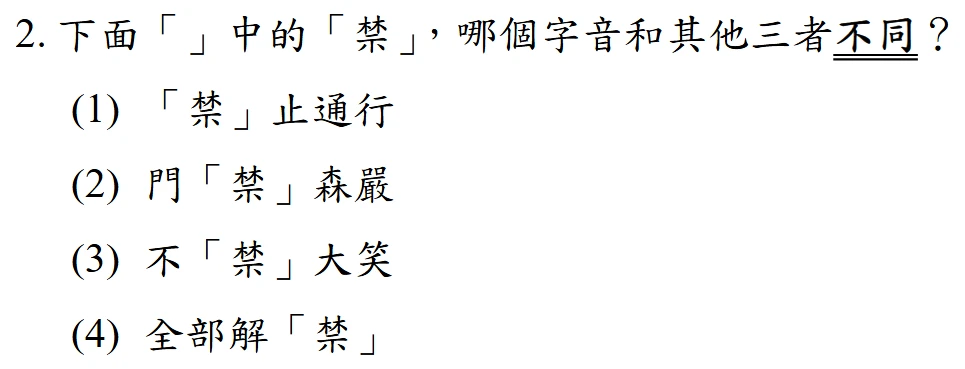 2. 下面「 」中的「禁」，哪個字音和其他三者不同？
(1) 「禁」止通行
(2) 門「禁」森嚴
(3) 不「禁」大笑
(4) 全部解「禁」